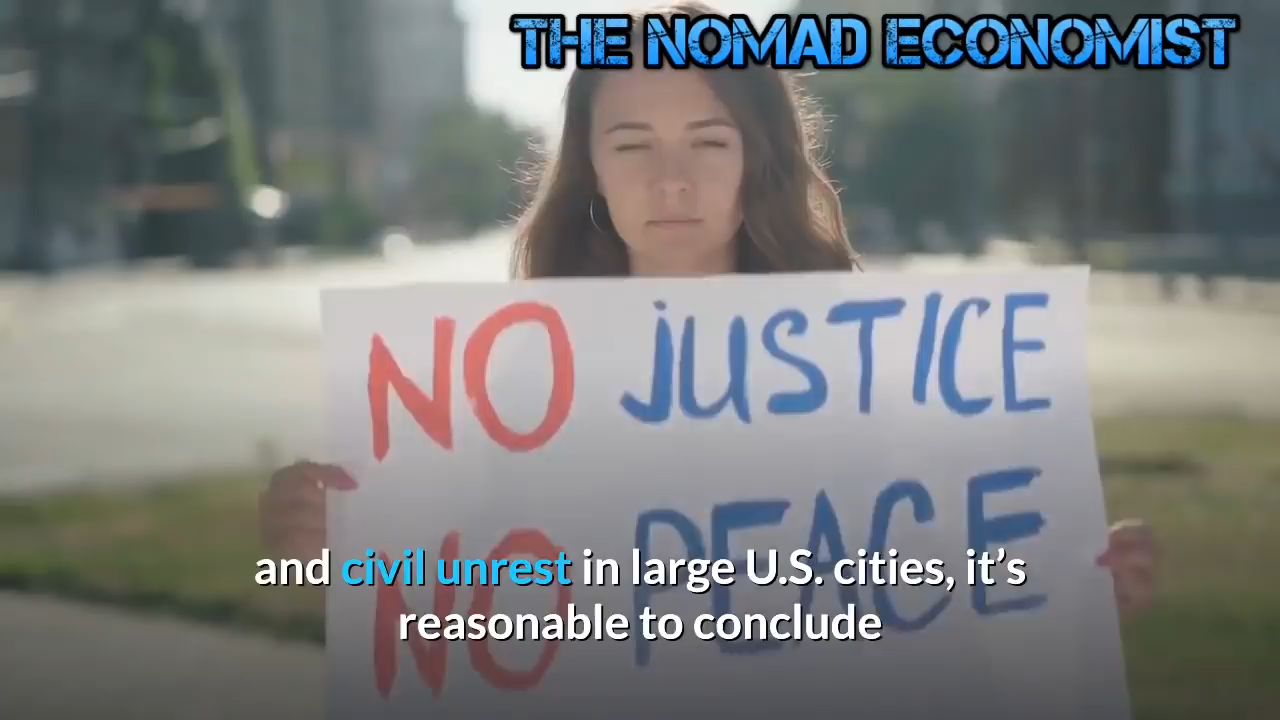 THE NOMAD ECONOMIST
NO JUSTICE
NO PEACE
and civil unrest in large U.S. cities, it's
reasonable to conclude